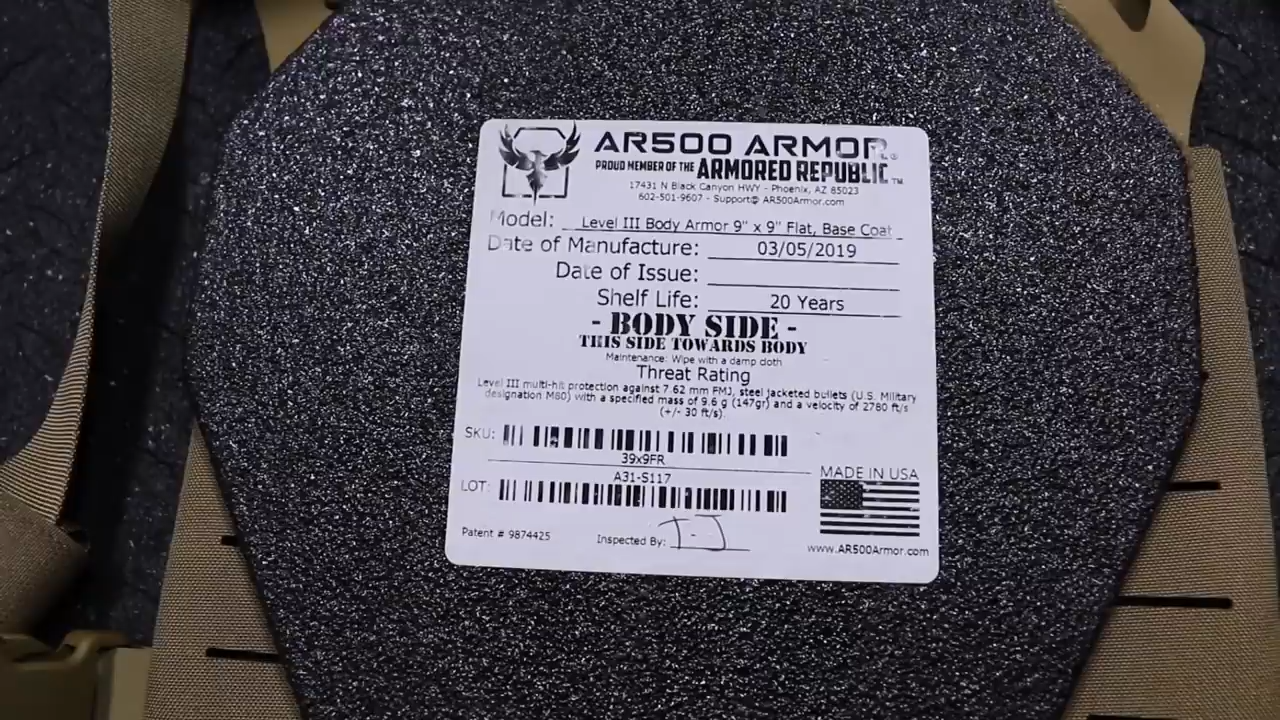 AR500 ARMOR®
PROUD MEMBER OF THE ARMORED REPUBLIC™
17431 N Black Canyon HWY - Phoenix, AZ 85023
602-501-9607 - Support@ AR500Armor.com
Model: Level III Body Armor 9" x 9" Flat, Base Coat
Date of Manufacture: 03/05/2019
Date of Issue:
Shelf Life: 20 Years
- BODY SIDE -
THIS SIDE TOWARDS BODY
Maintenance: Wipe with a damp cloth
Threat Rating
Level III multi-hit protection against 7.62 mm FMJ, steel jacketed bullets (U.S. Military
designation M80) with a specified mass of 9.6 g (147gr) and a velocity of 2780 ft/s
(+/- 30 ft/s)
SKU:
39x9FR
A31-S117
LOT:
MADE IN USA
Patent # 9874425
Inspected By: T-J
www.AR500Armor.com